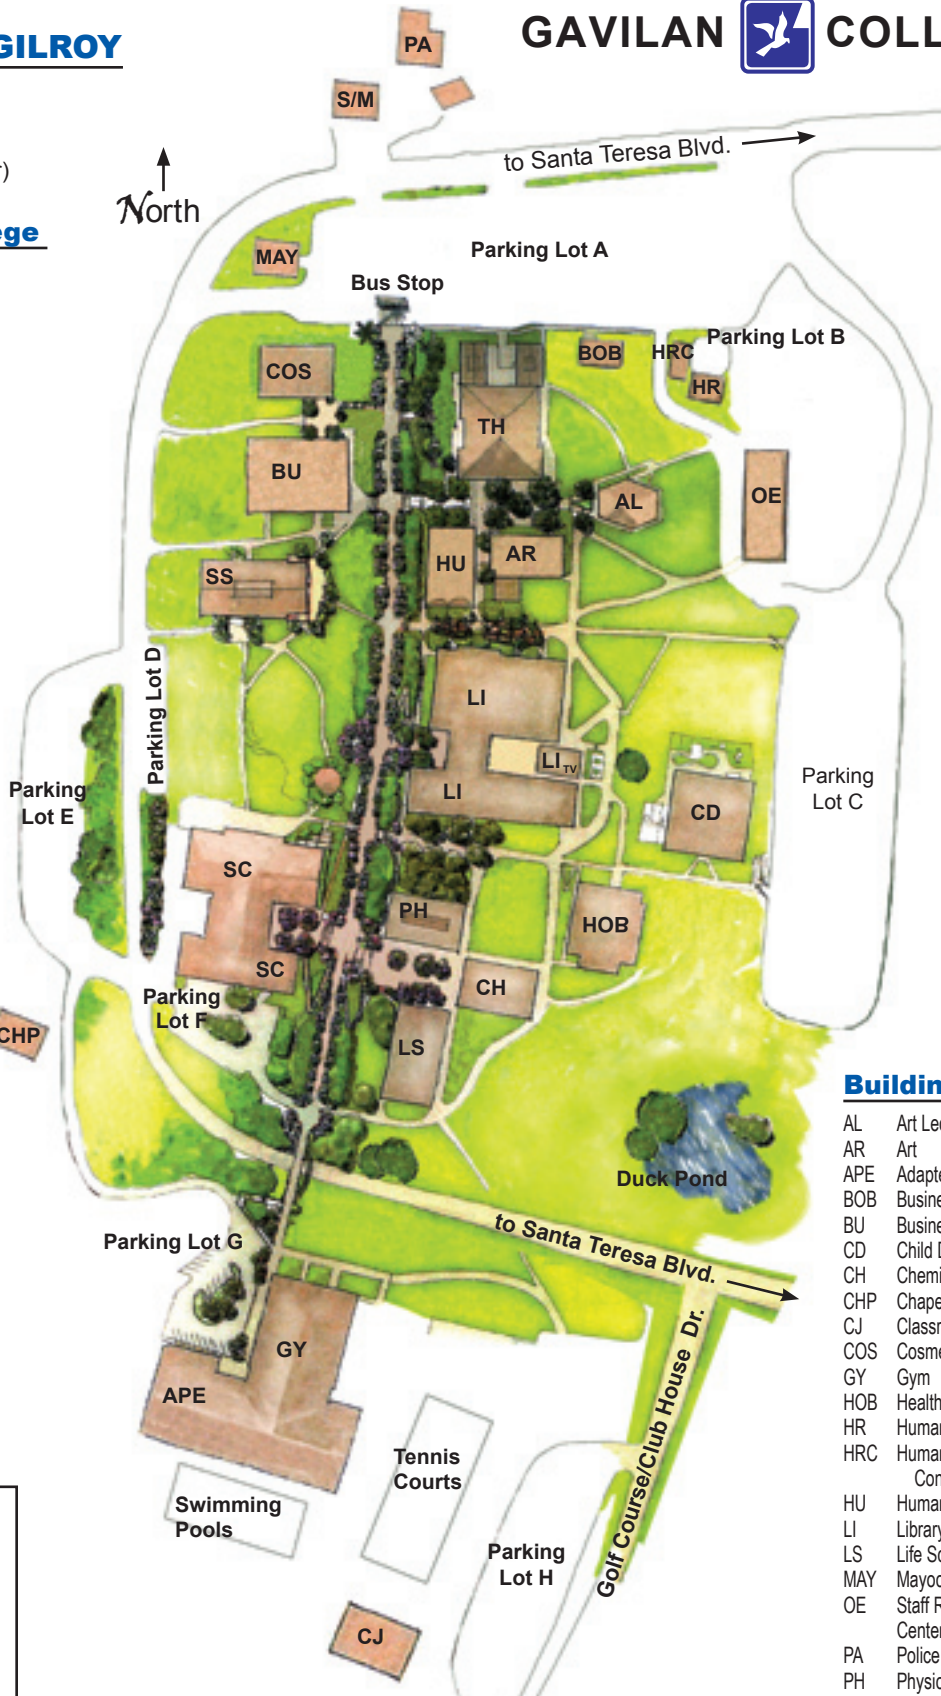 GILROY
GAVILAN COLL
PA
S/M
to Santa Teresa Blvd.
North
MAY
Parking Lot A
Bus Stop
Parking Lot B
COS
BOB
HRC
HR
TH
BU
AL
OE
HU
AR
SS
Parking Lot D
LI
LI TV
LI
Parking
Lot E
Parking
Lot C
CD
SC
PH
HOB
SC
CH
Parking
Lot F
CHP
LS
Duck Pond
to Santa Teresa Blvd.
Parking Lot G
Golf Course/Club House Dr.
GY
APE
Tennis
Courts
Swimming
Pools
Parking
Lot H
CJ
Buildin
AL Art Lec
AR Art
APE Adapte
BOB Busine
BU Busine
CD Child D
CH Chemi
CHP Chape
CJ Classr
COS Cosme
GY Gym
HOB Health
HR Human
HRC Human
Con
HU Human
LI Library
LS Life Sc
MAY Mayoc
OE Staff R
Center
PA Police
PH Physic